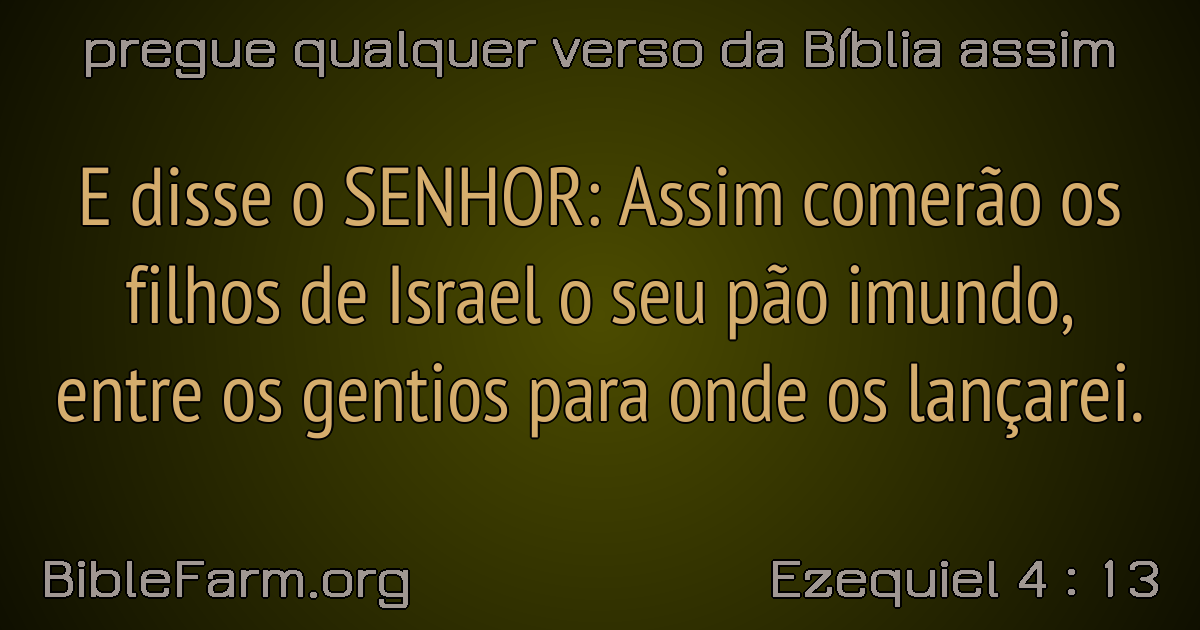 pregue qualquer verso da Bíblia assim
E disse o SENHOR: Assim comerão os
filhos de Israel o seu pão imundo,
entre os gentios para onde os lançarei.
BibleFarm.org
Ezequiel 4 : 13